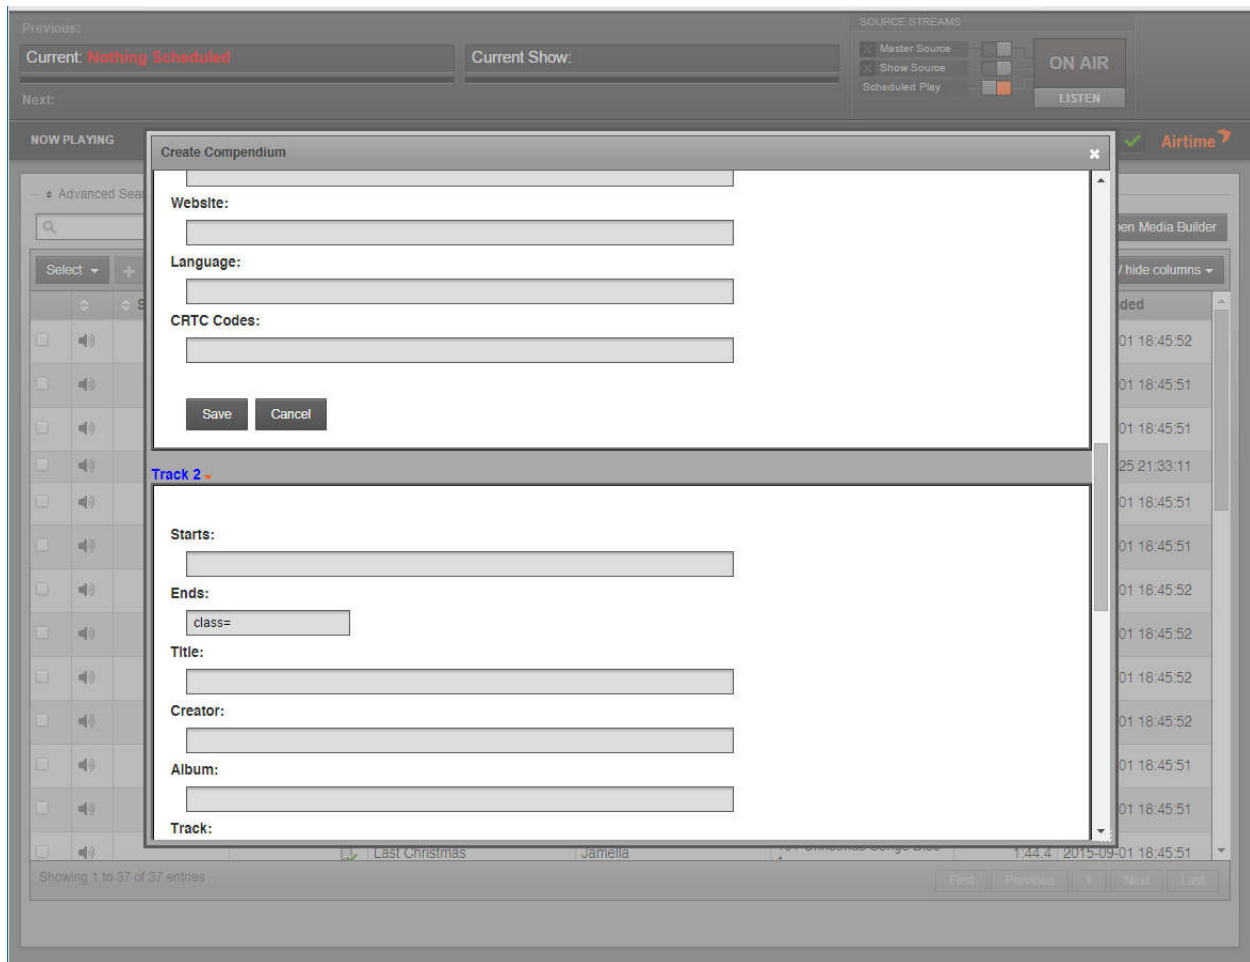 Previous:
SOURCE STREAMS
Current: Nothing Scheduled
Current Show:
Master Source
Show Source
Scheduled Play
ON AIR
LISTEN
Next:
NOW PLAYING
Airtime
Create Compendium
Advanced Sea
Website:
en Media Builder
Language:
Select
/ hide columns
S
ded
CRTC Codes:
01 18:45:52
01 18:45:51
Save
Cancel
01 18:45:51
25 21:33:11
Track 2
01 18:45:51
Starts:
01 18:45:51
Ends:
01 18:45:52
class=
01 18:45:52
Title:
01 18:45:52
Creator:
01 18:45:52
Album:
01 18:45:51
01 18:45:51
Track:
Last Christmas
Jamella
Christmas Songs Disc
1:44.4
2015-09-01 18:45:51
Showing 1 to 37 of 37 entries
First
Previous
1
Next
Last